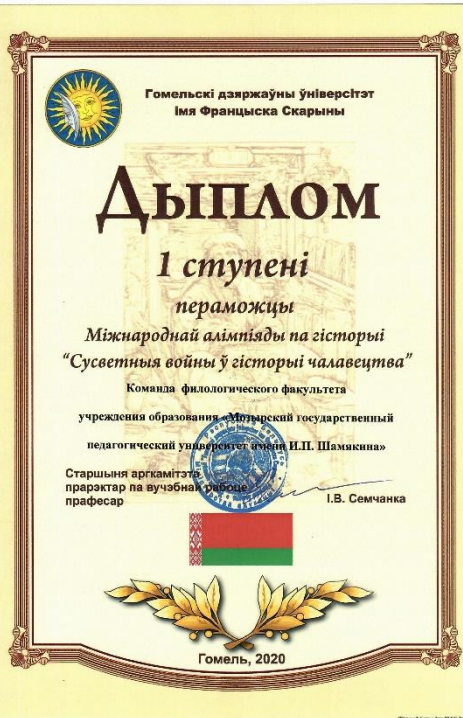 Гомельскі дзяржаўны ўніверсітэт
імя Францыска Скарыны
Дыплом
1 ступені
пераможцы
Міжнароднай алімпіяды па гісторыі
“Сусветныя войны ў гісторыі чалавецтва”
Команда филологического факультета
учреждения образования «Мозырский государственный
педагогический университет имени И.П. Шамякина»
Старшыня аргкамітэта
прарэктар па вучэбнай рабоце
прафесар
І.В. Семчанка
Гомель, 2020